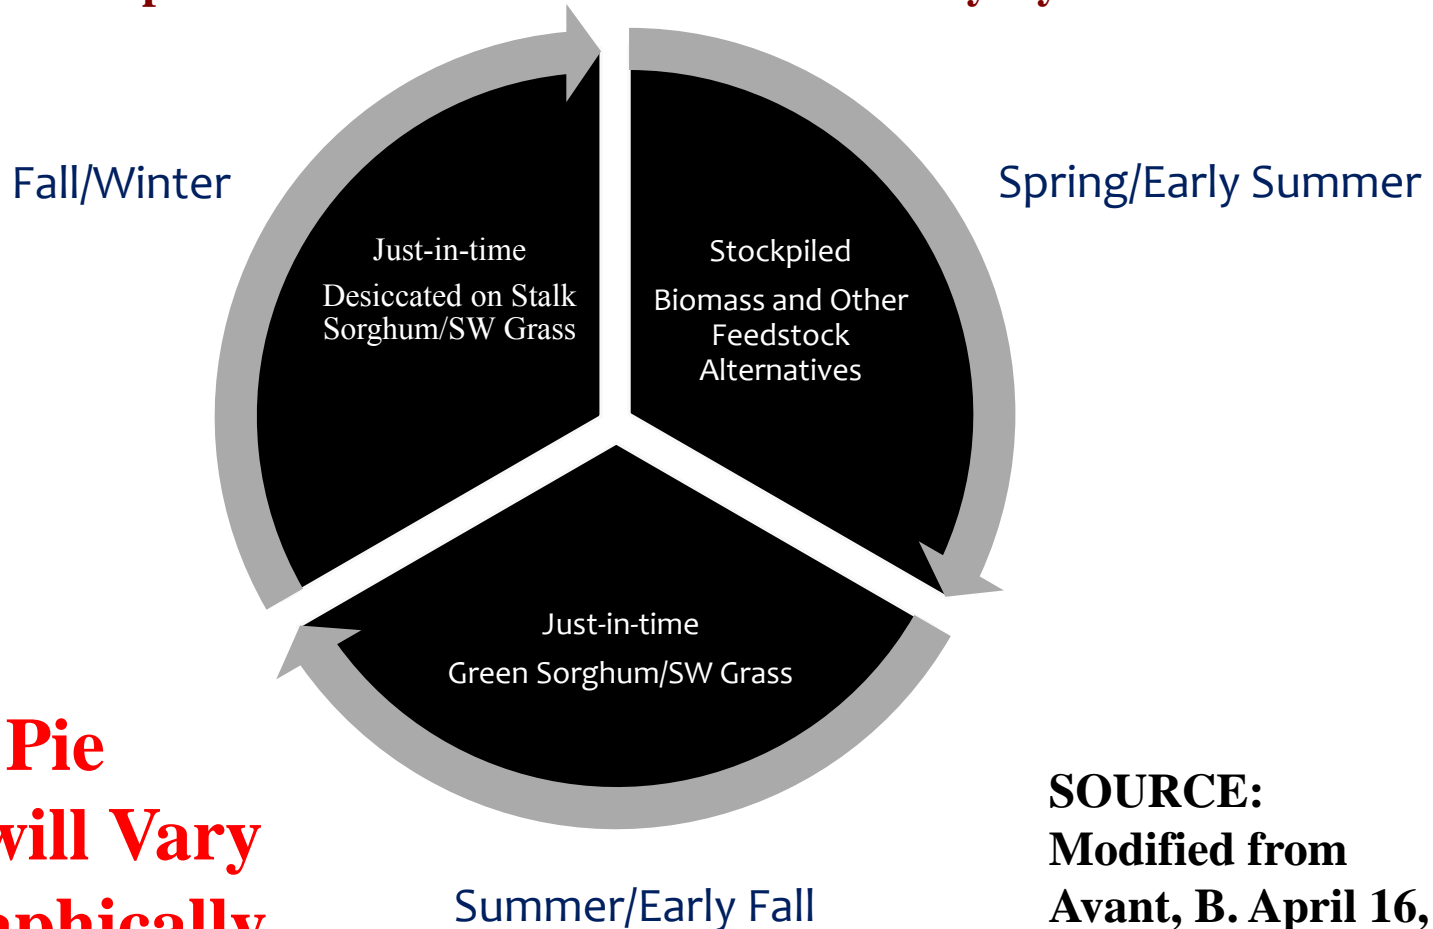 Fall/Winter
Spring/Early Summer
Just-in-time
Desiccated on Stalk
Sorghum/SW Grass
Stockpiled
Biomass and Other
Feedstock
Alternatives
Just-in-time
Green Sorghum/SW Grass
Pie
will Vary
Summer/Early Fall
SOURCE:
Modified from
Avant, B. April 16,